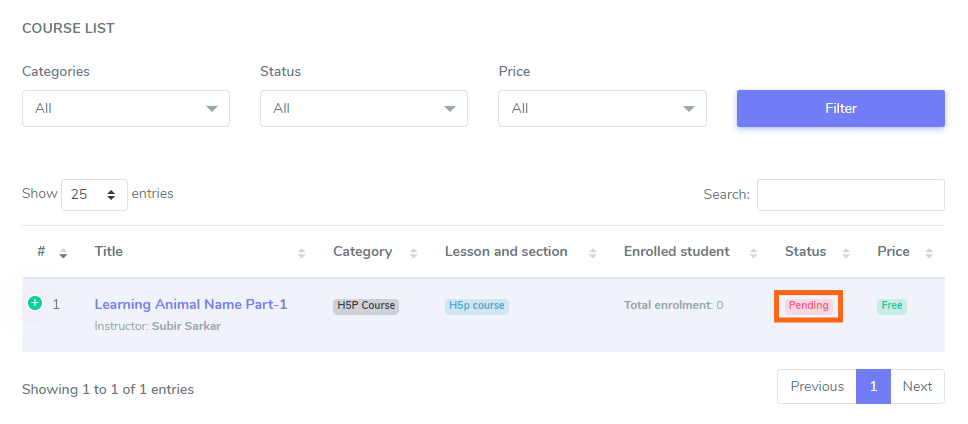 COURSE LIST
Categories Status Price
All All All Filter
Show 25 entries Search:
# Title Category Lesson and section Enrolled student Status Price
1 Learning Animal Name Part-1 H5P Course H5p course Total enrolment: 0 Pending Free
Instructor: Subir Sarkar
Showing 1 to 1 of 1 entries Previous 1 Next